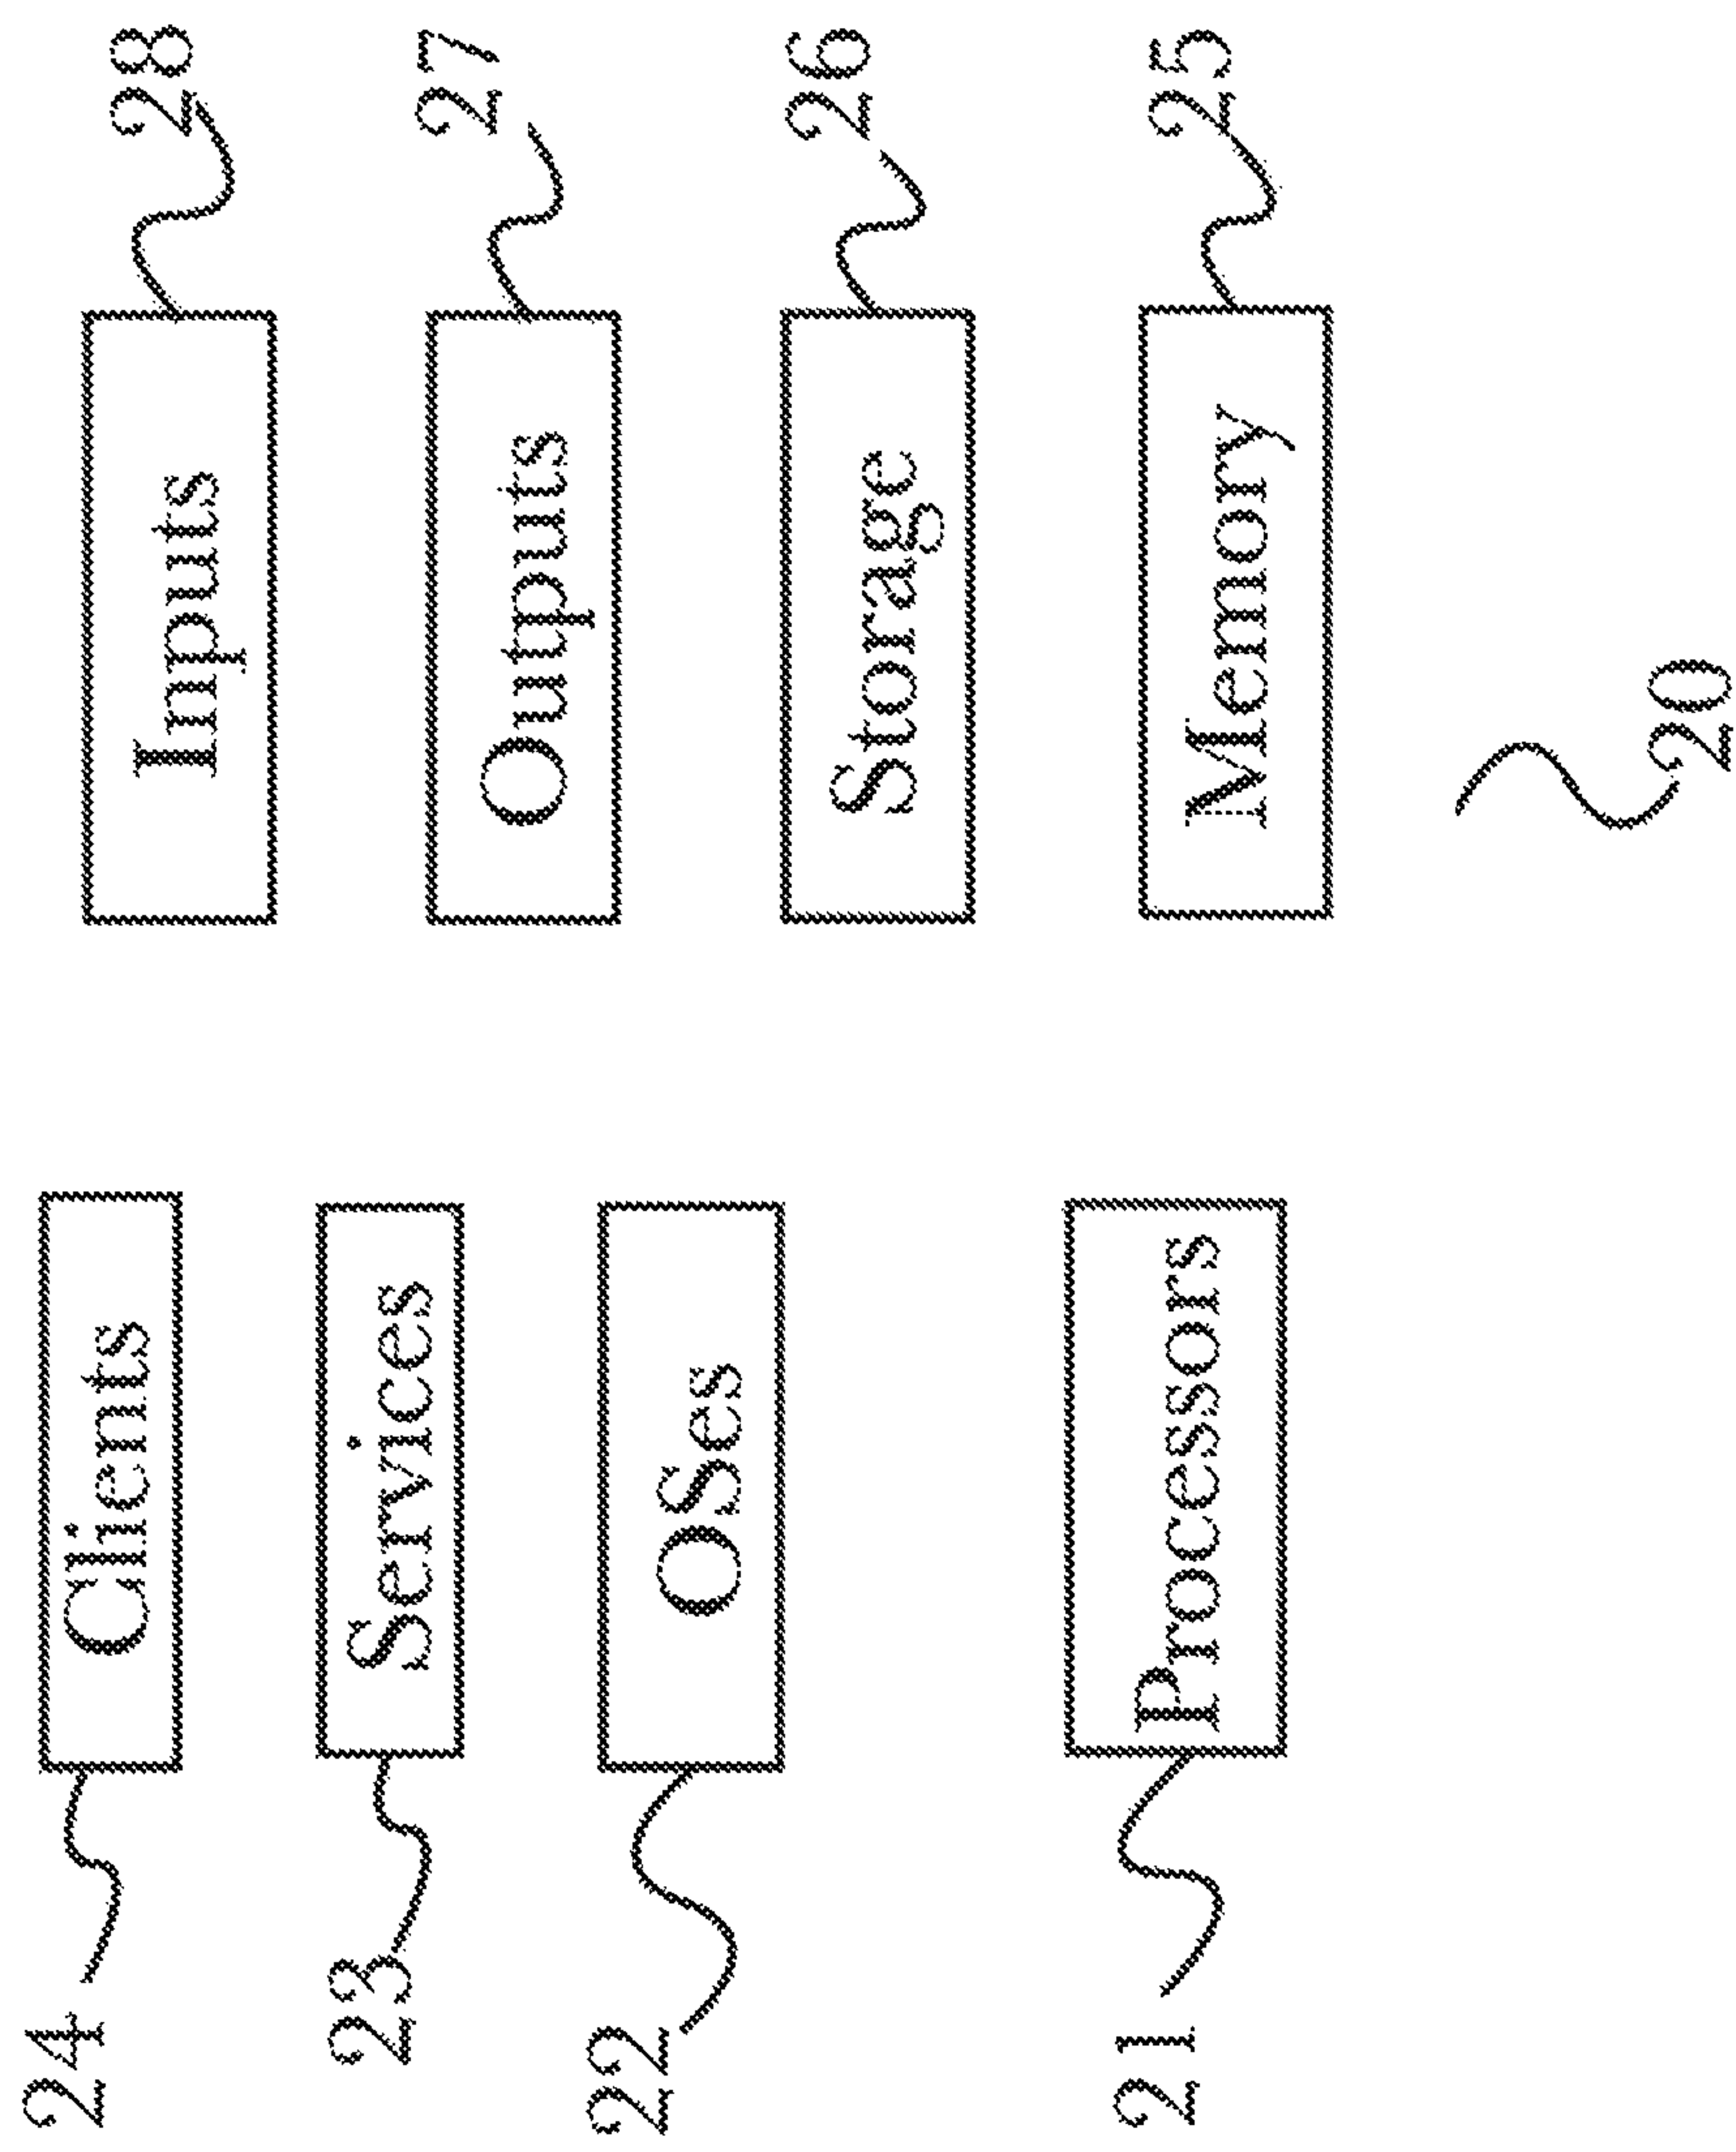 24
Clients
Inputs
28
23
Services
Outputs
27
22
OSes
Storage
26
21
Processors
Memory
25
20